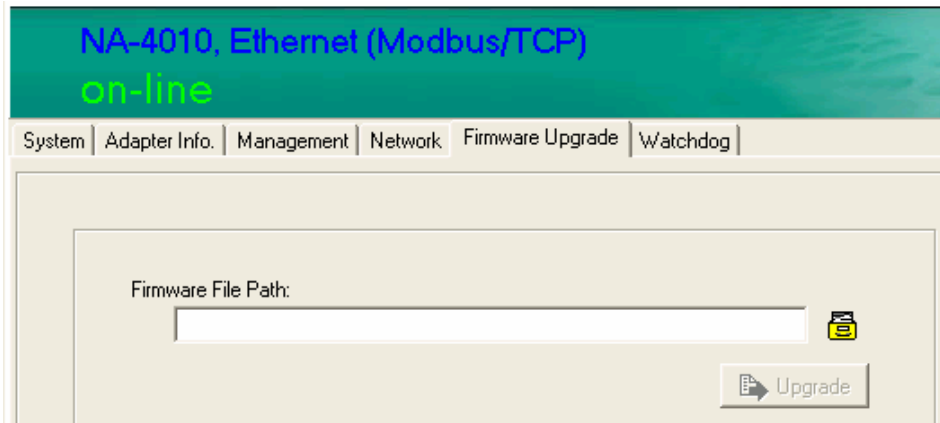 NA-4010, Ethernet (Modbus/TCP)
on-line
System Adapter Info. Management Network Firmware Upgrade Watchdog
Firmware File Path:
Upgrade